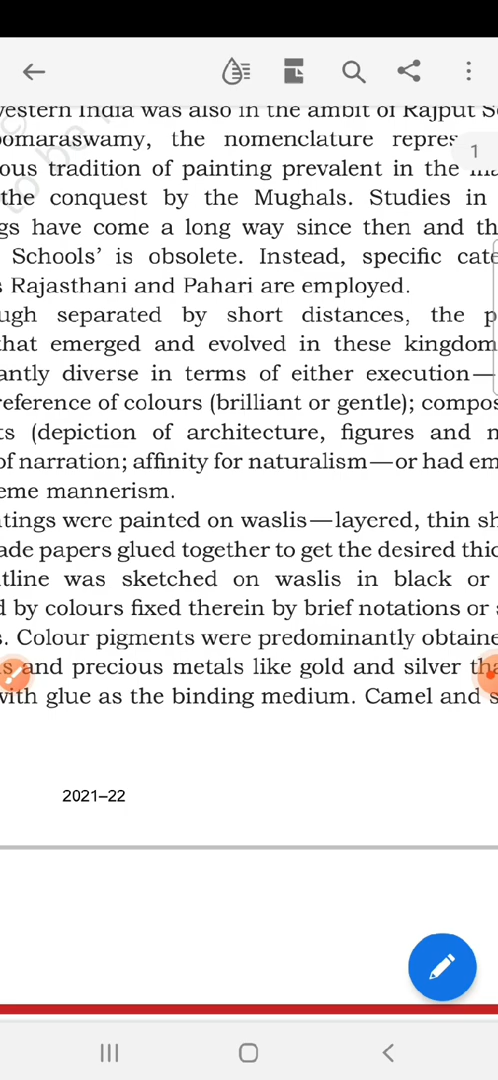 1
western India was also in the ambit of Rajput S
oomaraswamy, the nomenclature repres
ous tradition of painting prevalent in the
the conquest by the Mughals. Studies in
gs have come a long way since then and th
Schools’ is obsolete. Instead, specific cate
s Rajasthani and Pahari are employed.
ugh separated by short distances, the p
that emerged and evolved in these kingdom
antly diverse in terms of either execution—
reference of colours (brilliant or gentle); compos
ts (depiction of architecture, figures and n
of narration; affinity for naturalism—or had em
eme mannerism.
ntings were painted on waslis—layered, thin sh
ade papers glued together to get the desired thic
tline was sketched on waslis in black or
d by colours fixed therein by brief notations or s
s. Colour pigments were predominantly obtaine
ls and precious metals like gold and silver tha
with glue as the binding medium. Camel and s
2021–22